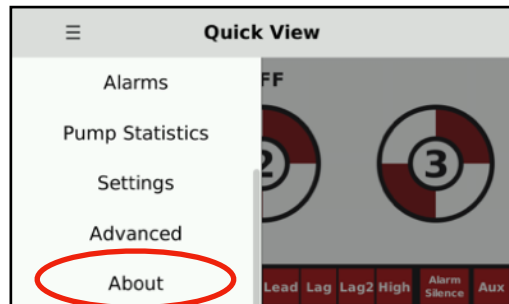 ☰ Quick View
Alarms
FF
Pump Statistics
2
3
Settings
Advanced
About
Lead Lag Lag2 High Alarm Silence Aux